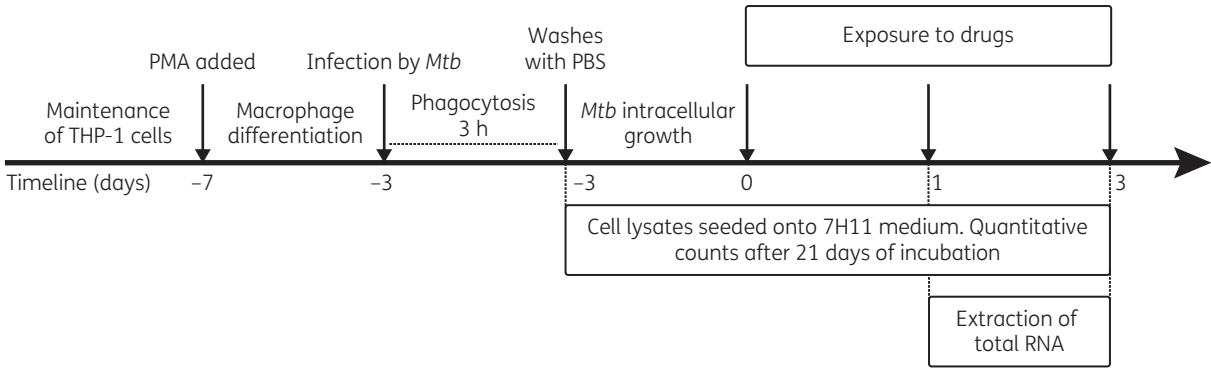 Exposure to drugs
Washes
with PBS
PMA added
Infection by Mtb
Maintenance
of THP-1 cells
Macrophage
differentiation
Phagocytosis
3 h
Mtb intracellular
growth
Timeline (days)
–7
–3
–3
0
1
3
Cell lysates seeded onto 7H11 medium. Quantitative
counts after 21 days of incubation
Extraction of
total RNA